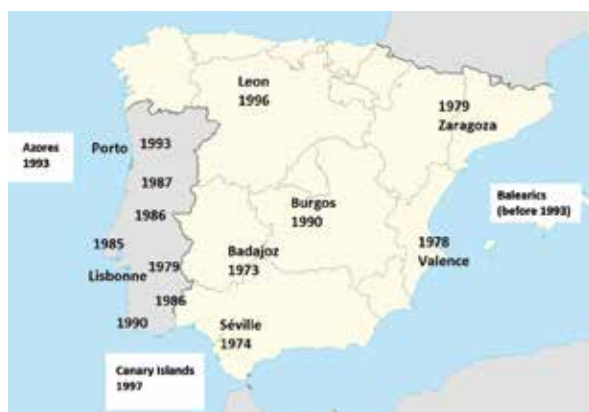 Leon
1996
1979
Zaragoza
Azores
1993
Porto
1993
1987
Burgos
1990
Balearics
(before 1993)
1986
1985
Badajoz
1973
1978
Valence
Lisbonne
1979
1986
1990
Séville
1974
Canary Islands
1997